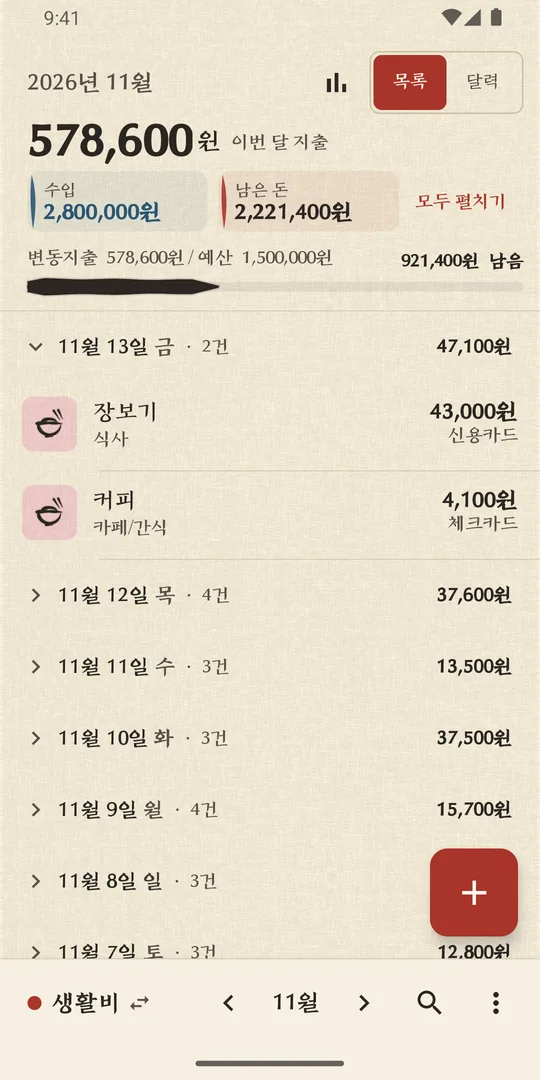 9:41
2026년 11월
목록
달력
578,600원 이번 달 지출
수입
2,800,000원
남은 돈
2,221,400원
모두 펼치기
변동지출 578,600원 / 예산 1,500,000원
921,400원 남음
11월 13일 금 · 2건
47,100원
장보기
43,000원
식사
신용카드
커피
4,100원
카페/간식
체크카드
11월 12일 목 · 4건
37,600원
11월 11일 수 · 3건
13,500원
11월 10일 화 · 3건
37,500원
11월 9일 월 · 4건
15,700원
11월 8일 일 · 3건
11월 7일 토 · 3건
12,800원
생활비
11월